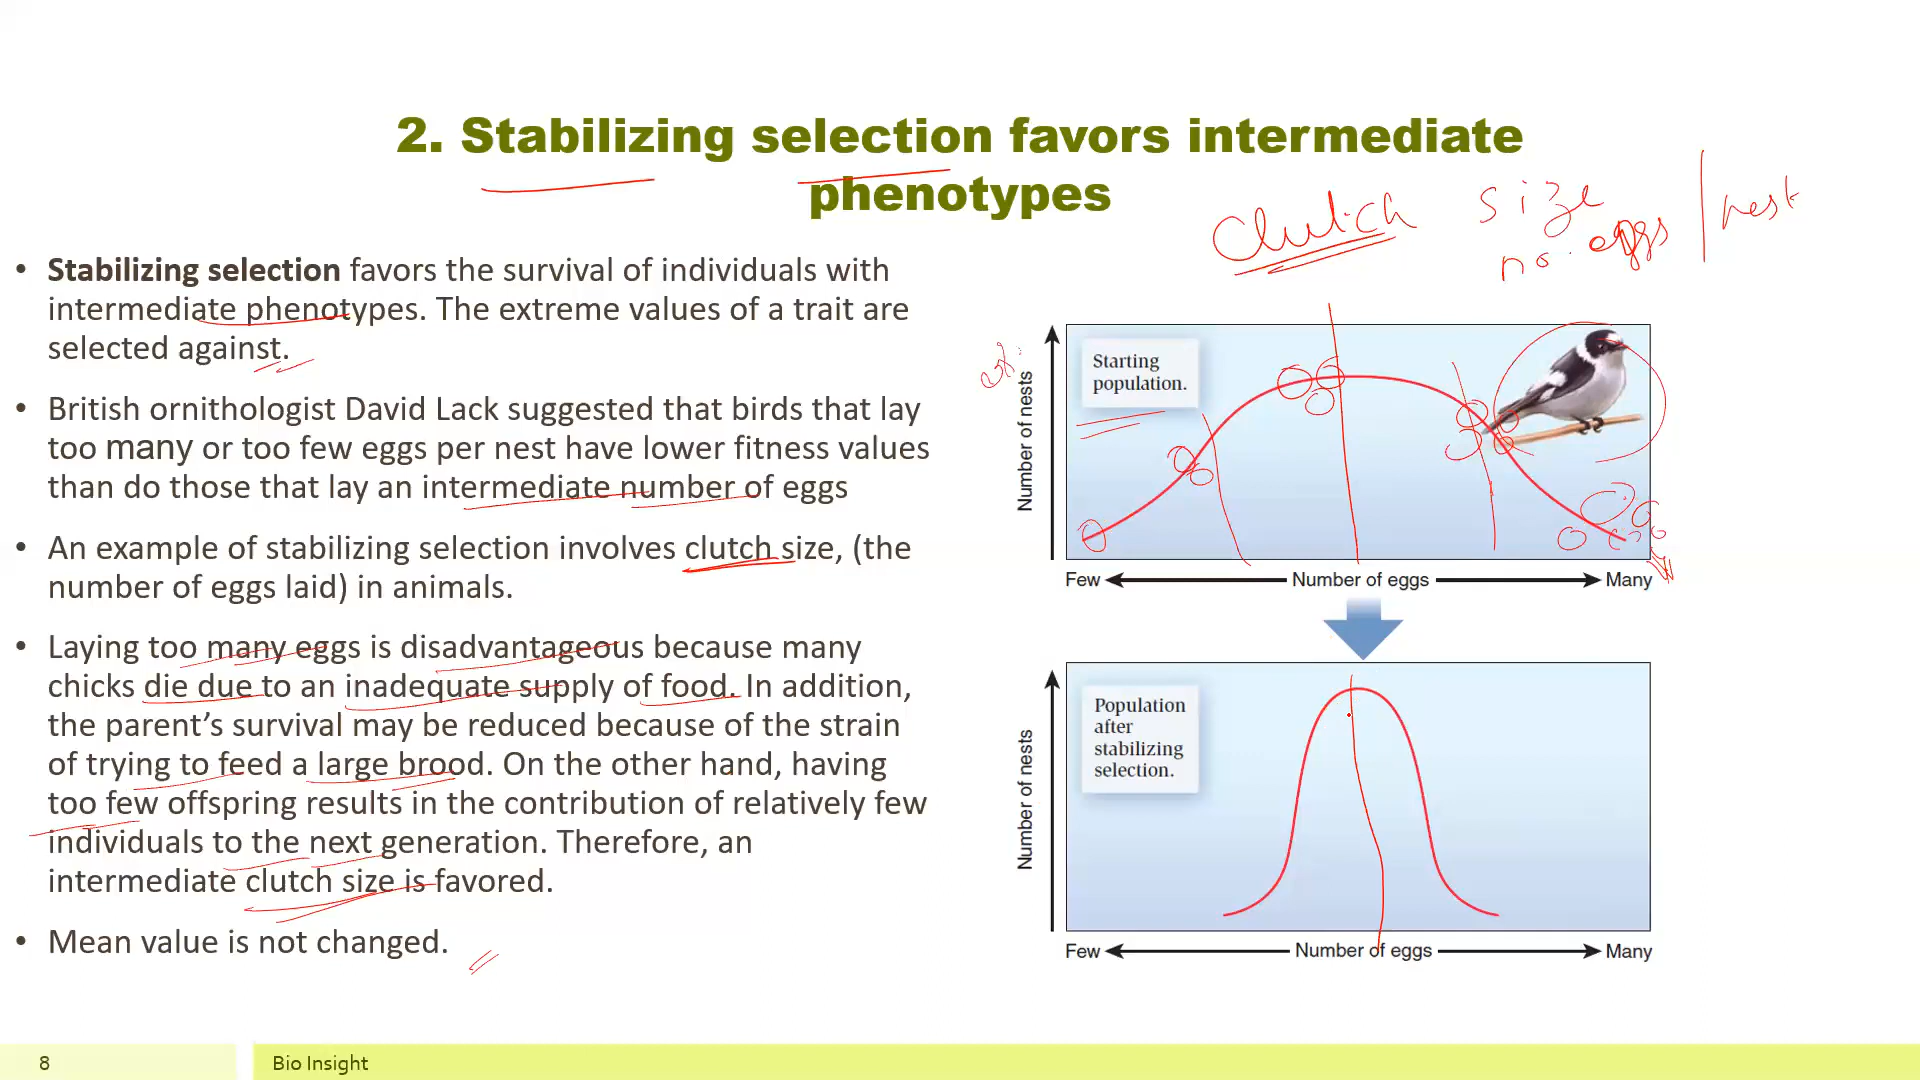 2. Stabilizing selection favors intermediate
phenotypes
clutch size
no. eggs / nest
• Stabilizing selection favors the survival of individuals with
intermediate phenotypes. The extreme values of a trait are
selected against.
• British ornithologist David Lack suggested that birds that lay
too many or too few eggs per nest have lower fitness values
than do those that lay an intermediate number of eggs
• An example of stabilizing selection involves clutch size, (the
number of eggs laid) in animals.
• Laying too many eggs is disadvantageous because many
chicks die due to an inadequate supply of food. In addition,
the parent’s survival may be reduced because of the strain
of trying to feed a large brood. On the other hand, having
too few offspring results in the contribution of relatively few
individuals to the next generation. Therefore, an
intermediate clutch size is favored.
• Mean value is not changed.
Starting
population.
Number of nests
Few Number of eggs Many
Population
after
stabilizing
selection.
Number of nests
Few Number of eggs Many
8 Bio Insight